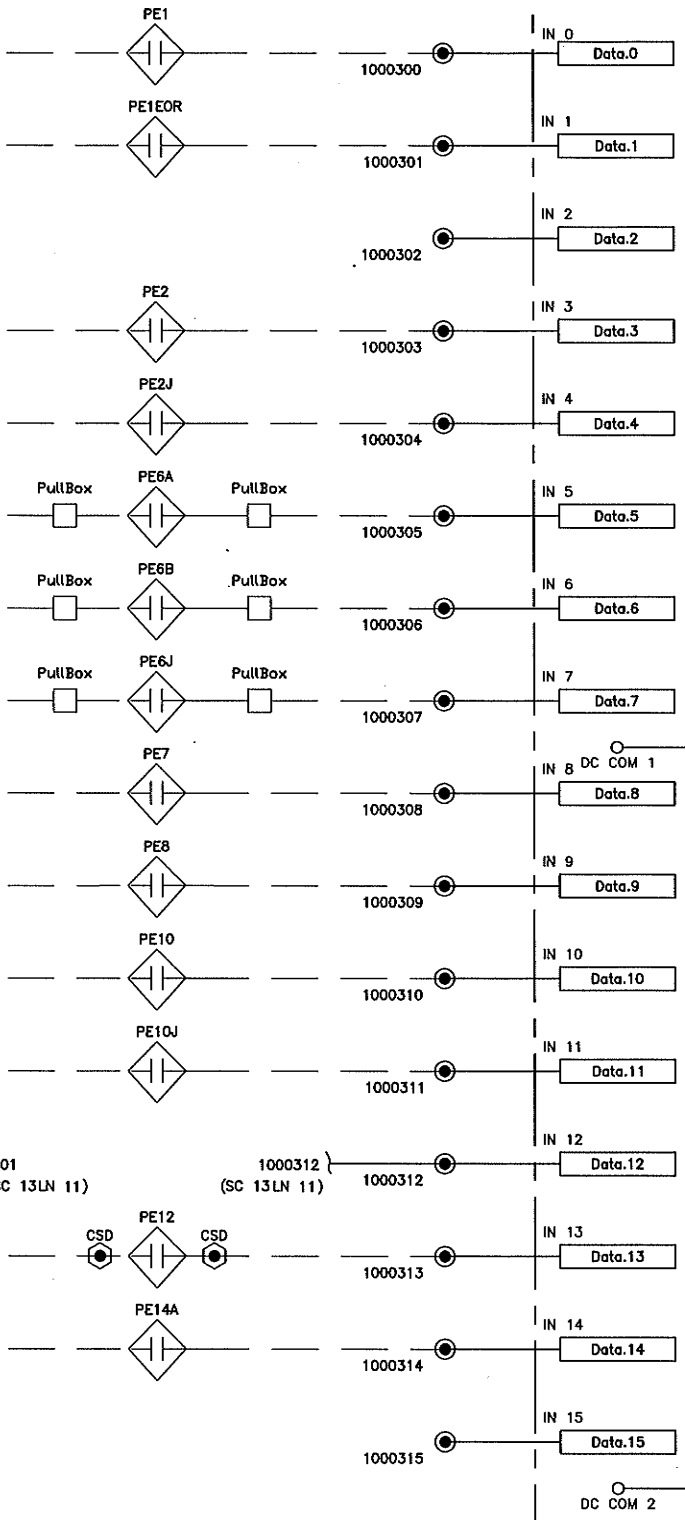 PE1
IN 0
1000300
Data.0
PE1EOR
IN 1
1000301
Data.1
IN 2
1000302
Data.2
PE2
IN 3
1000303
Data.3
PE2J
IN 4
1000304
Data.4
PullBox PE6A PullBox
IN 5
1000305
Data.5
PullBox PE6B PullBox
IN 6
1000306
Data.6
PullBox PE6J PullBox
IN 7
1000307
Data.7
DC COM 1
PE7
IN 8
1000308
Data.8
PE8
IN 9
1000309
Data.9
PE10
IN 10
1000310
Data.10
PE10J
IN 11
1000311
Data.11
IN 12
01
1000312
1000312
Data.12
SC 13LN 11)
(SC 13LN 11)
PE12
CSD CSD
IN 13
1000313
Data.13
PE14A
IN 14
1000314
Data.14
IN 15
1000315
Data.15
DC COM 2